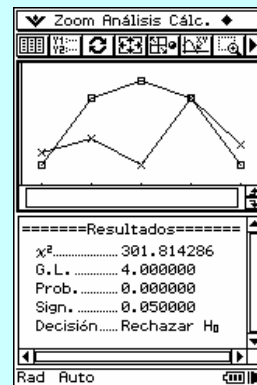 Zoom Análisis Cálc.
=======Resultados=======
χ².............301.814286
G.L............4.000000
Prob...........0.000000
Sign...........0.050000
Decisión.....Rechazar H₀
Rad Auto